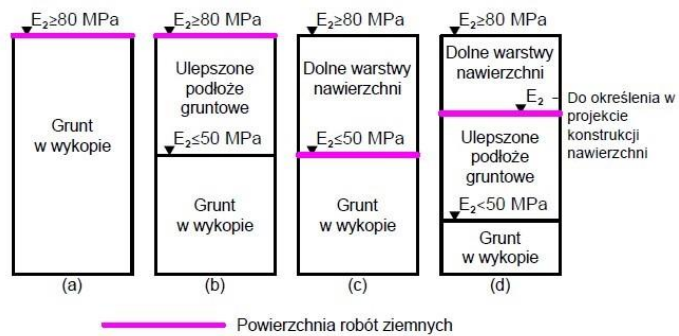 E₂≥80 MPa
Grunt
w wykopie
(a)
E₂≥80 MPa
Ulepszone
podłoże
gruntowe
E₂≤50 MPa
Grunt
w wykopie
(b)
E₂≥80 MPa
Dolne warstwy
nawierzchni
E₂≤50 MPa
Grunt
w wykopie
(c)
E₂≥80 MPa
Dolne warstwy
nawierzchni
E₂ – Do określenia w
projekcie
konstrukcji
nawierzchni
Ulepszone
podłoże
gruntowe
E₂<50 MPa
Grunt
w wykopie
(d)
Powierzchnia robót ziemnych